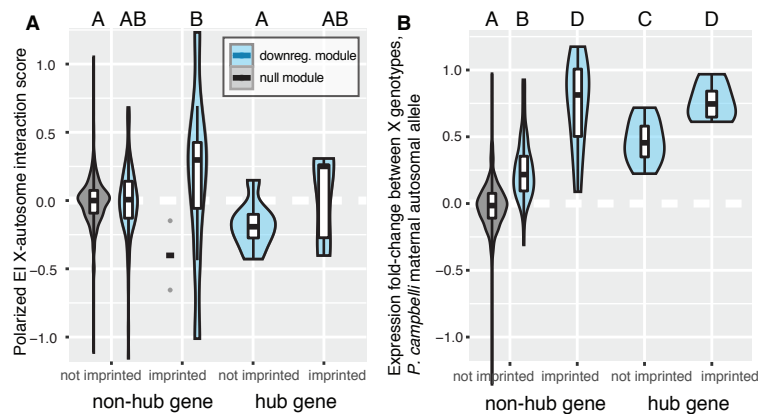 A
A AB B A AB
Polarized EI X-autosome interaction score
1.0
0.5
0.0
−0.5
−1.0
downreg. module
null module
not imprinted imprinted not imprinted imprinted
non-hub gene hub gene
B
A B D C D
Expression fold-change between X genotypes,
P. campbelli maternal autosomal allele
1.0
0.5
0.0
−0.5
−1.0
not imprinted imprinted not imprinted imprinted
non-hub gene hub gene